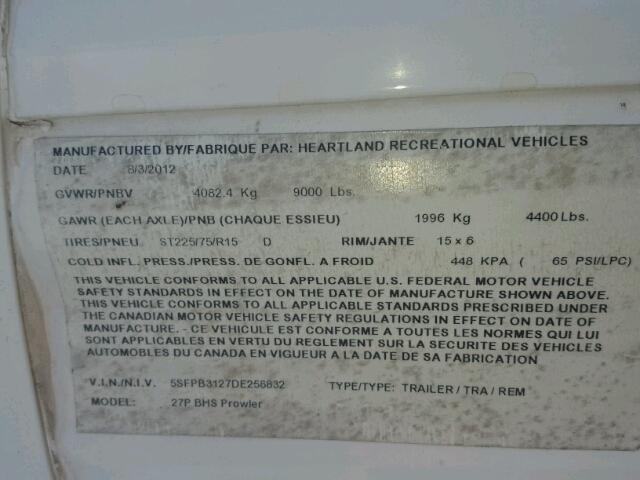 MANUFACTURED BY/FABRIQUE PAR: HEARTLAND RECREATIONAL VEHICLES
DATE 8/3/2012
GVWR/PNBV 4082.4 Kg 9000 Lbs.
GAWR (EACH AXLE)/PNB (CHAQUE ESSIEU) 1996 Kg 4400 Lbs.
TIRES/PNEU ST225/75/R15 D RIM/JANTE 15 x 6
COLD INFL. PRESS./PRESS. DE GONFL. A FROID 448 KPA ( 65 PSI/LPC)
THIS VEHICLE CONFORMS TO ALL APPLICABLE U.S. FEDERAL MOTOR VEHICLE
SAFETY STANDARDS IN EFFECT ON THE DATE OF MANUFACTURE SHOWN ABOVE.
THIS VEHICLE CONFORMS TO ALL APPLICABLE STANDARDS PRESCRIBED UNDER
THE CANADIAN MOTOR VEHICLE SAFETY REGULATIONS IN EFFECT ON DATE OF
MANUFACTURE. - CE VEHICULE EST CONFORME A TOUTES LES NORMES QUI LUI
SONT APPLICABLES EN VERTU DU REGLEMENT SUR LA SECURITE DES VEHICLES
AUTOMOBILES DU CANADA EN VIGUEUR A LA DATE DE SA FABRICATION
V.I.N./N.I.V. 5SFPB3127DE256832 TYPE/TYPE: TRAILER / TRA / REM
MODEL: 27P BHS Prowler